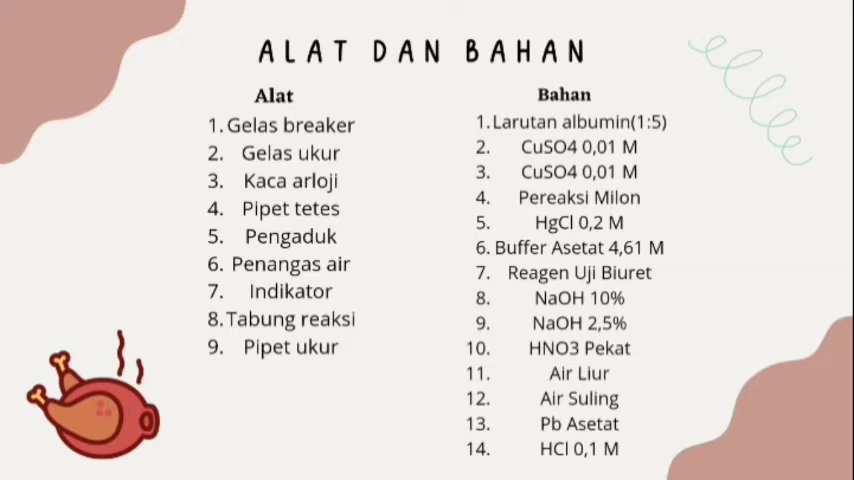 ALAT DAN BAHAN
Alat
1. Gelas breaker
2. Gelas ukur
3. Kaca arloji
4. Pipet tetes
5. Pengaduk
6. Penangas air
7. Indikator
8. Tabung reaksi
9. Pipet ukur
Bahan
1. Larutan albumin(1:5)
2. CuSO4 0,01 M
3. CuSO4 0,01 M
4. Pereaksi Milon
5. HgCl 0,2 M
6. Buffer Asetat 4,61 M
7. Reagen Uji Biuret
8. NaOH 10%
9. NaOH 2,5%
10. HNO3 Pekat
11. Air Liur
12. Air Suling
13. Pb Asetat
14. HCl 0,1 M